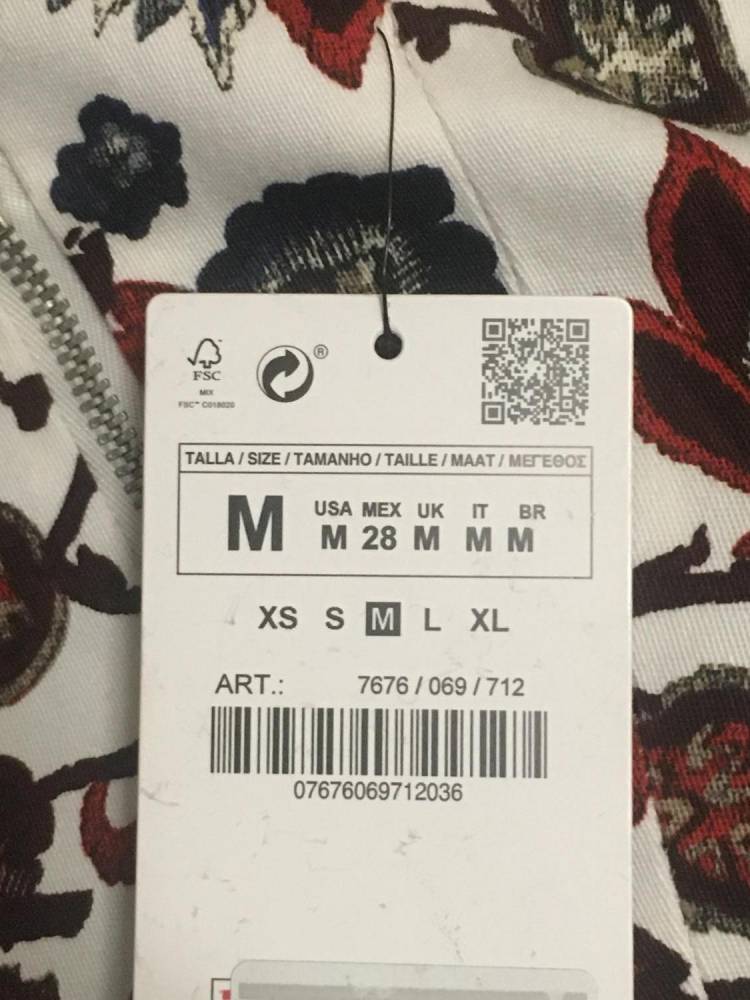 FSC
MIX
FSC™ C018020
®
TALLA / SIZE / TAMANHO / TAILLE / MAAT / ΜΕΓΕΘΟΣ
M
USA MEX UK IT BR
M 28 M M M
XS S M L XL
ART.: 7676 / 069 / 712
07676069712036